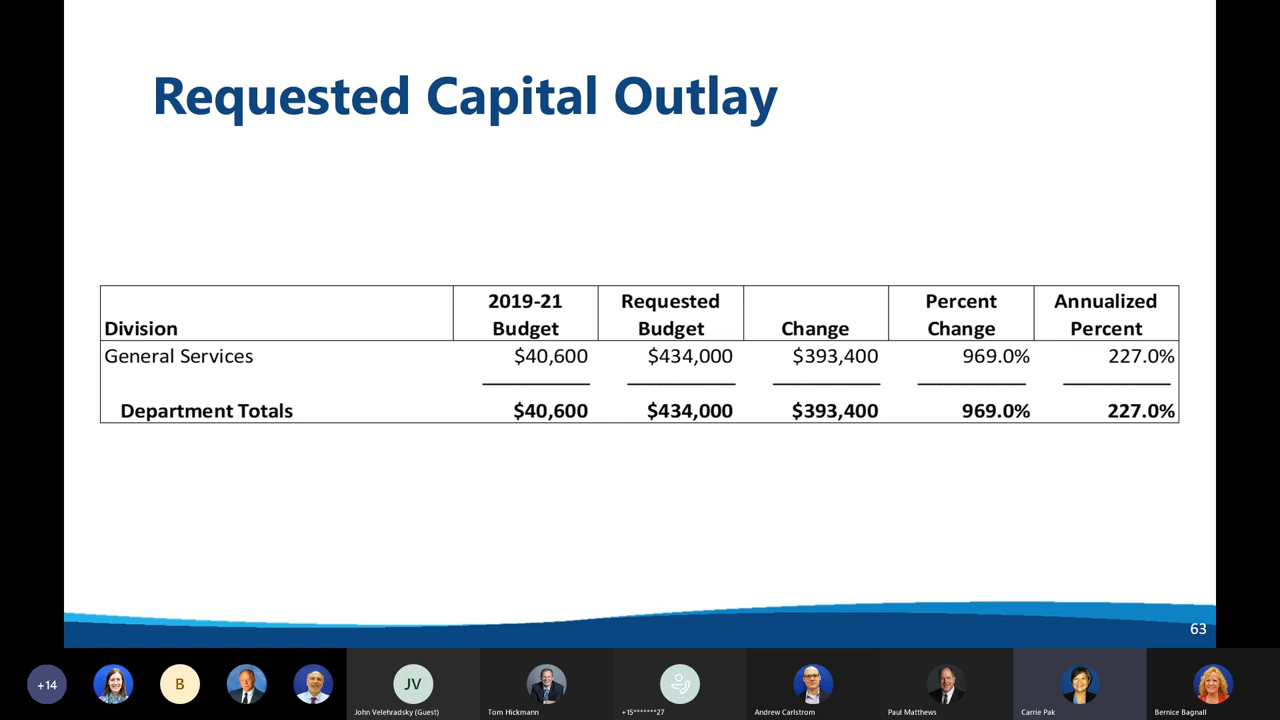 Requested Capital Outlay
Division 2019-21 Budget Requested Budget Change Percent Change Annualized Percent
General Services $40,600 $434,000 $393,400 969.0% 227.0%
Department Totals $40,600 $434,000 $393,400 969.0% 227.0%
63
+14
B
JV
John Velehradsky (Guest)
Tom Hickmann
+15*******27
Andrew Carlstrom
Paul Matthews
Carrie Pak
Bernice Bagnall